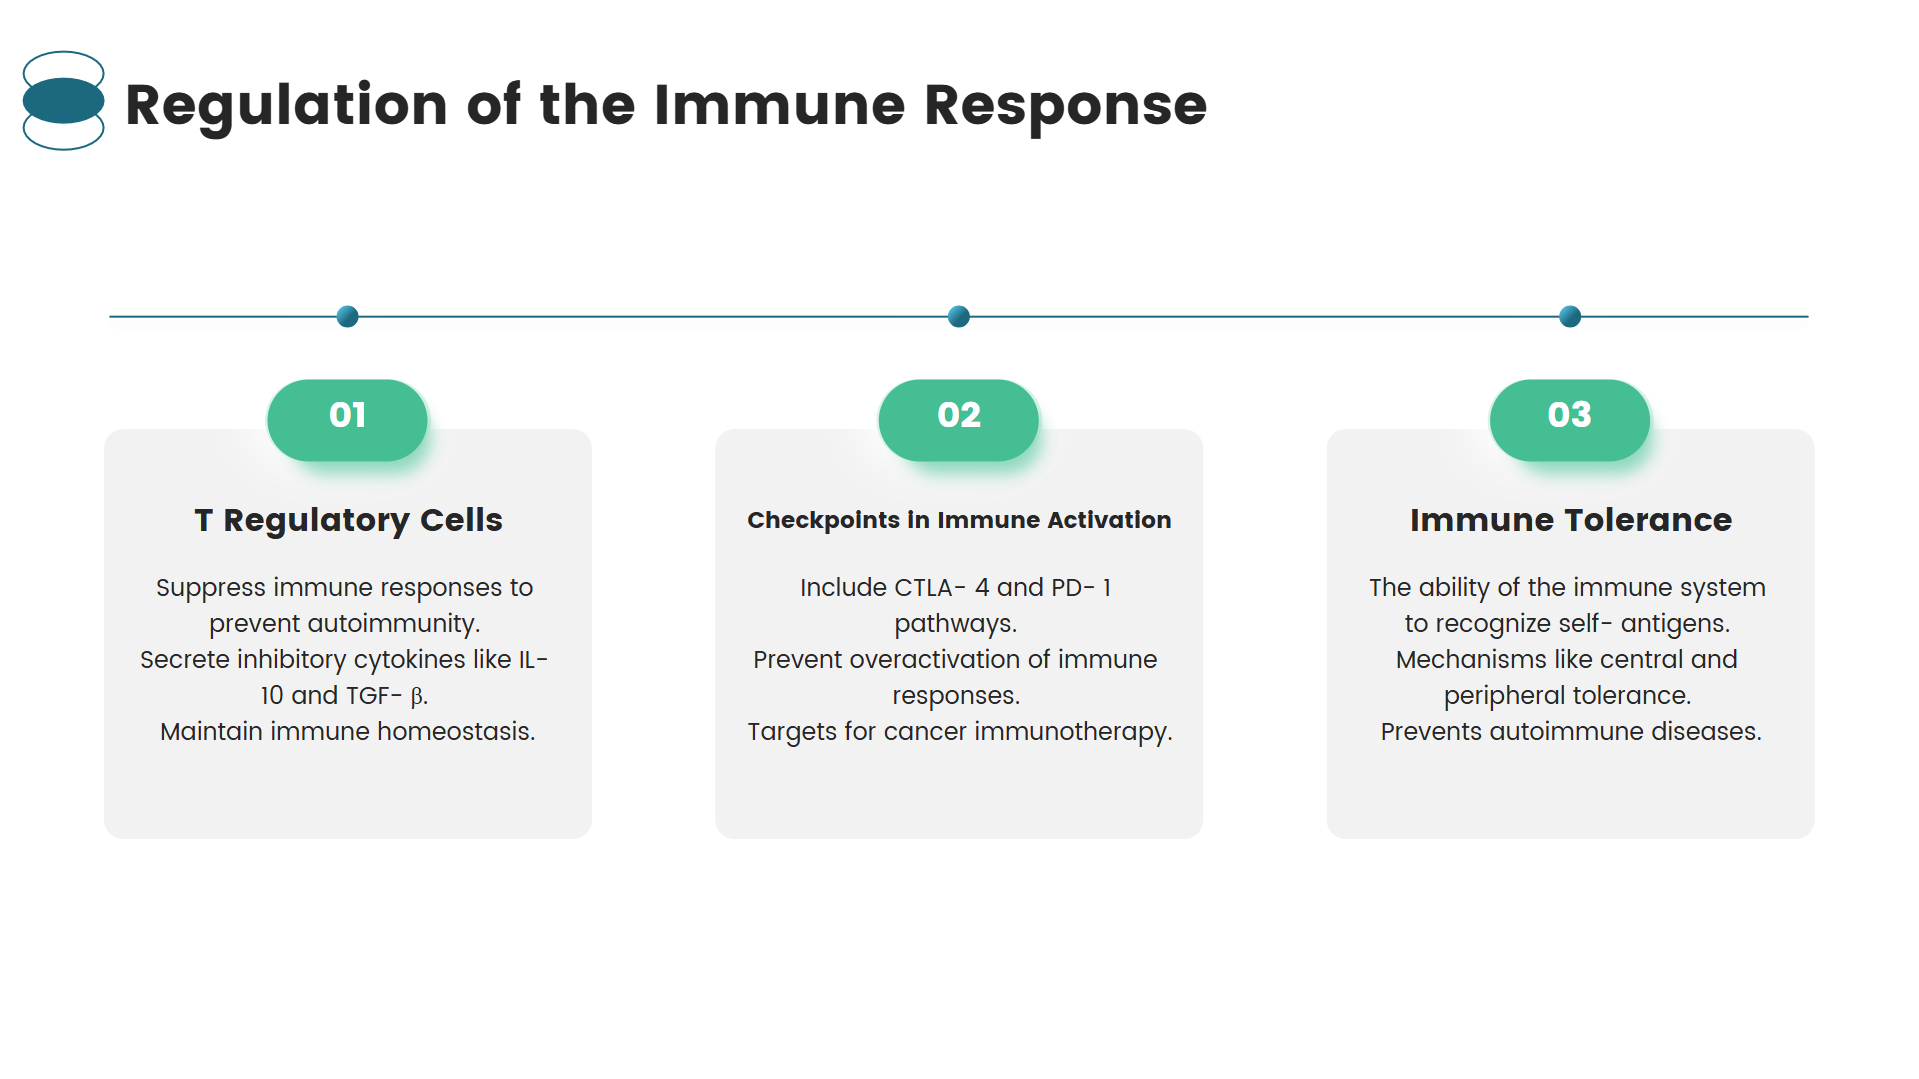 Regulation of the Immune Response
01
T Regulatory Cells
Suppress immune responses to
prevent autoimmunity.
Secrete inhibitory cytokines like IL-
10 and TGF- β.
Maintain immune homeostasis.
02
Checkpoints in Immune Activation
Include CTLA- 4 and PD- 1
pathways.
Prevent overactivation of immune
responses.
Targets for cancer immunotherapy.
03
Immune Tolerance
The ability of the immune system
to recognize self- antigens.
Mechanisms like central and
peripheral tolerance.
Prevents autoimmune diseases.